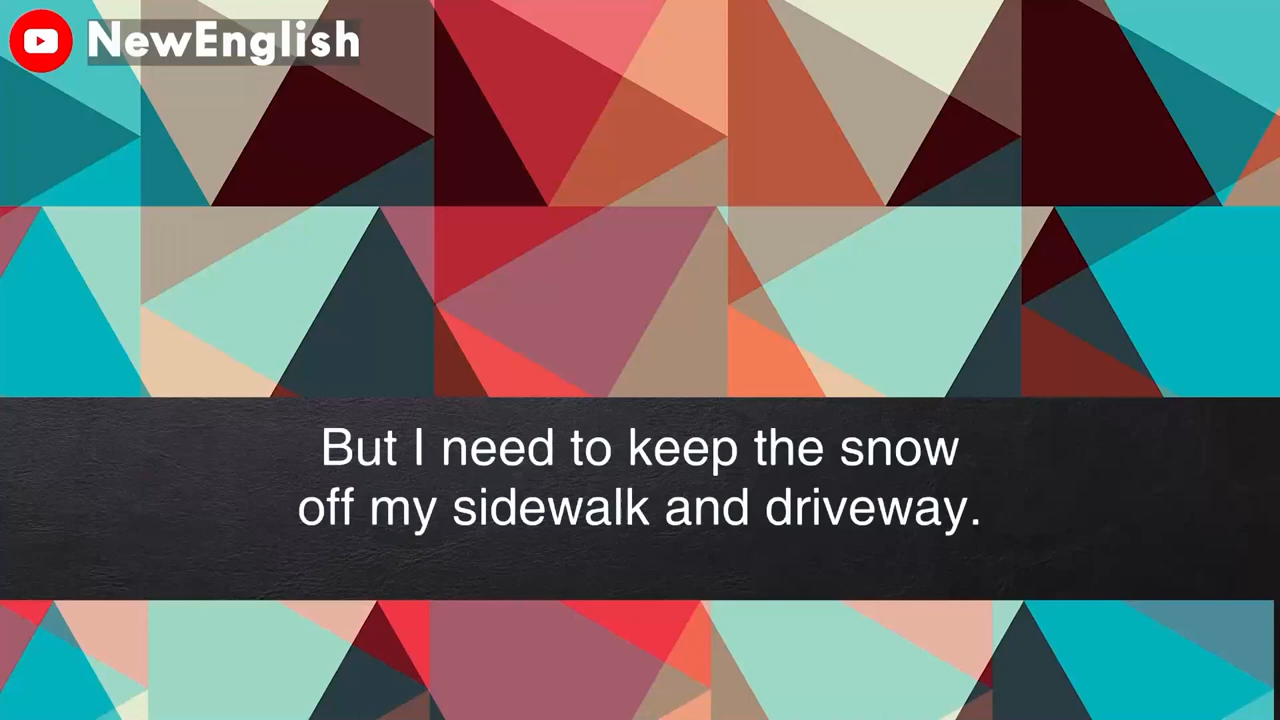 NewEnglish
But I need to keep the snow
off my sidewalk and driveway.